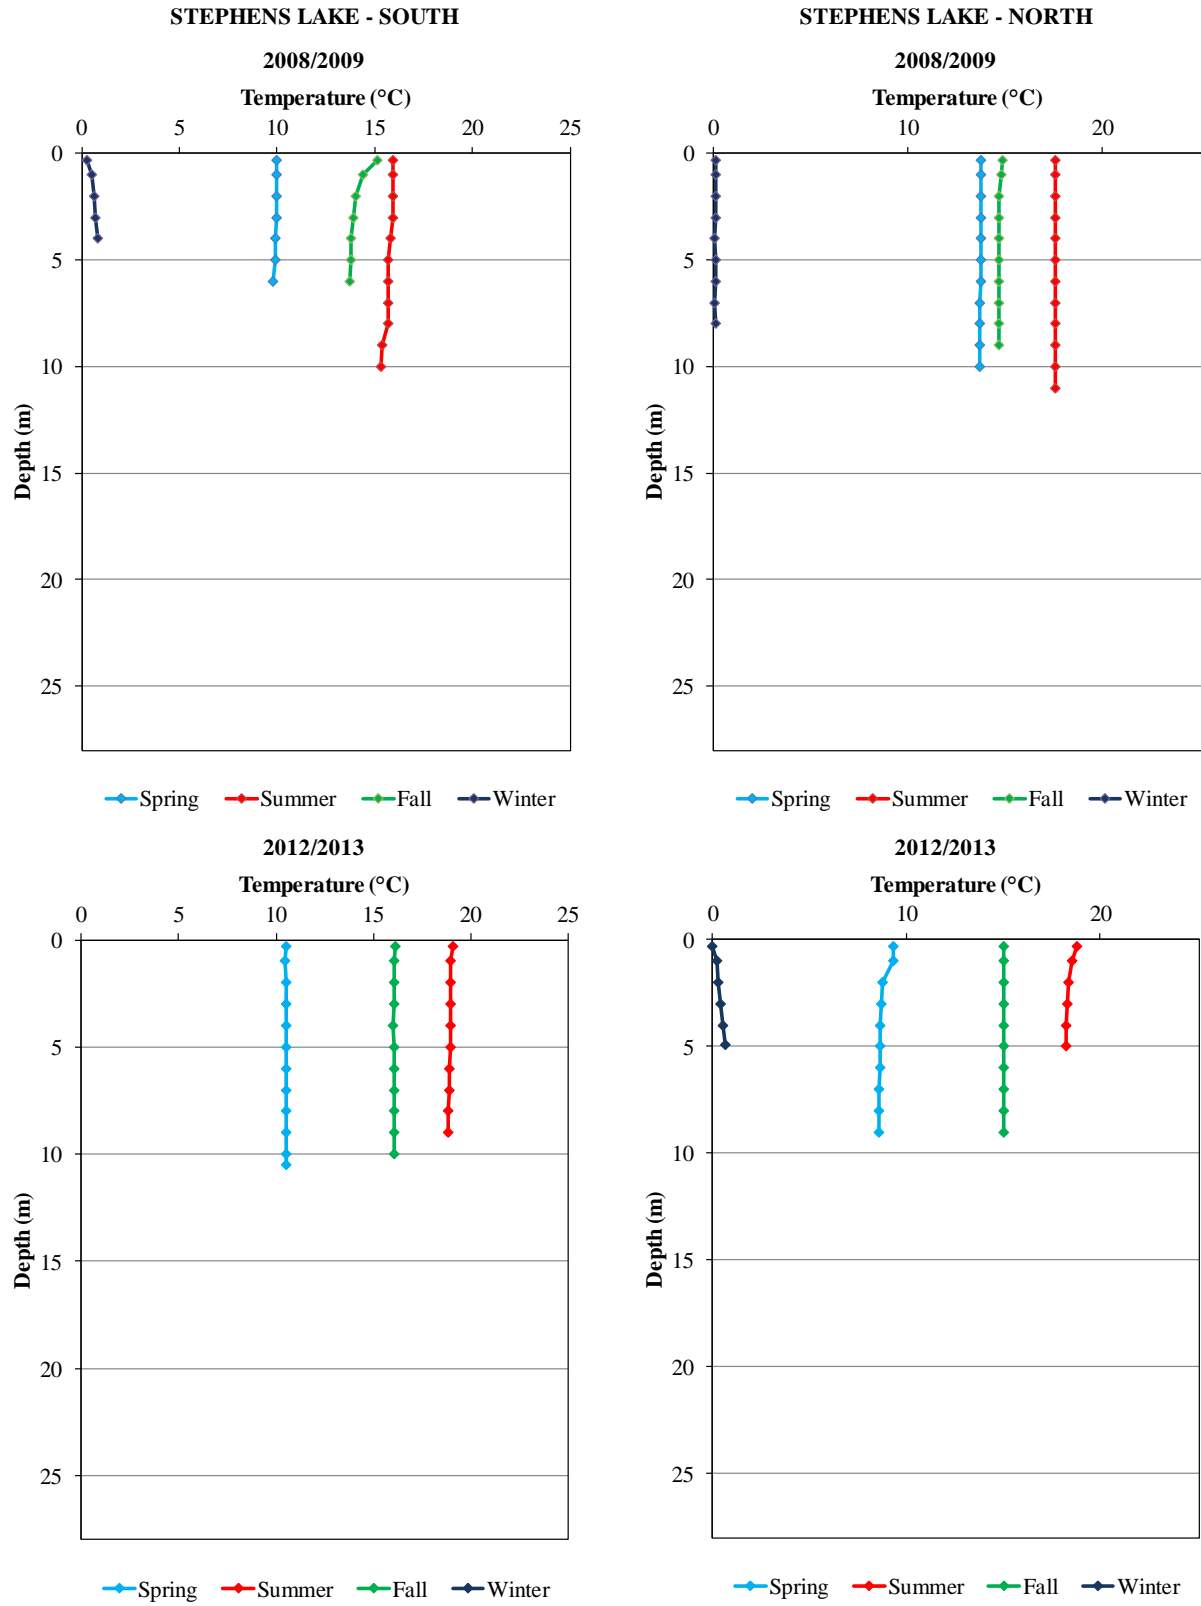 STEPHENS LAKE - SOUTH
2008/2009
Temperature (°C)
0 5 10 15 20 25
0
5
10
15
20
25
Depth (m)
Spring Summer Fall Winter
STEPHENS LAKE - NORTH
2008/2009
Temperature (°C)
0 10 20
0
5
10
15
20
25
Depth (m)
Spring Summer Fall Winter
2012/2013
Temperature (°C)
0 5 10 15 20 25
0
5
10
15
20
25
Depth (m)
Spring Summer Fall Winter
2012/2013
Temperature (°C)
0 10 20
0
5
10
15
20
25
Depth (m)
Spring Summer Fall Winter